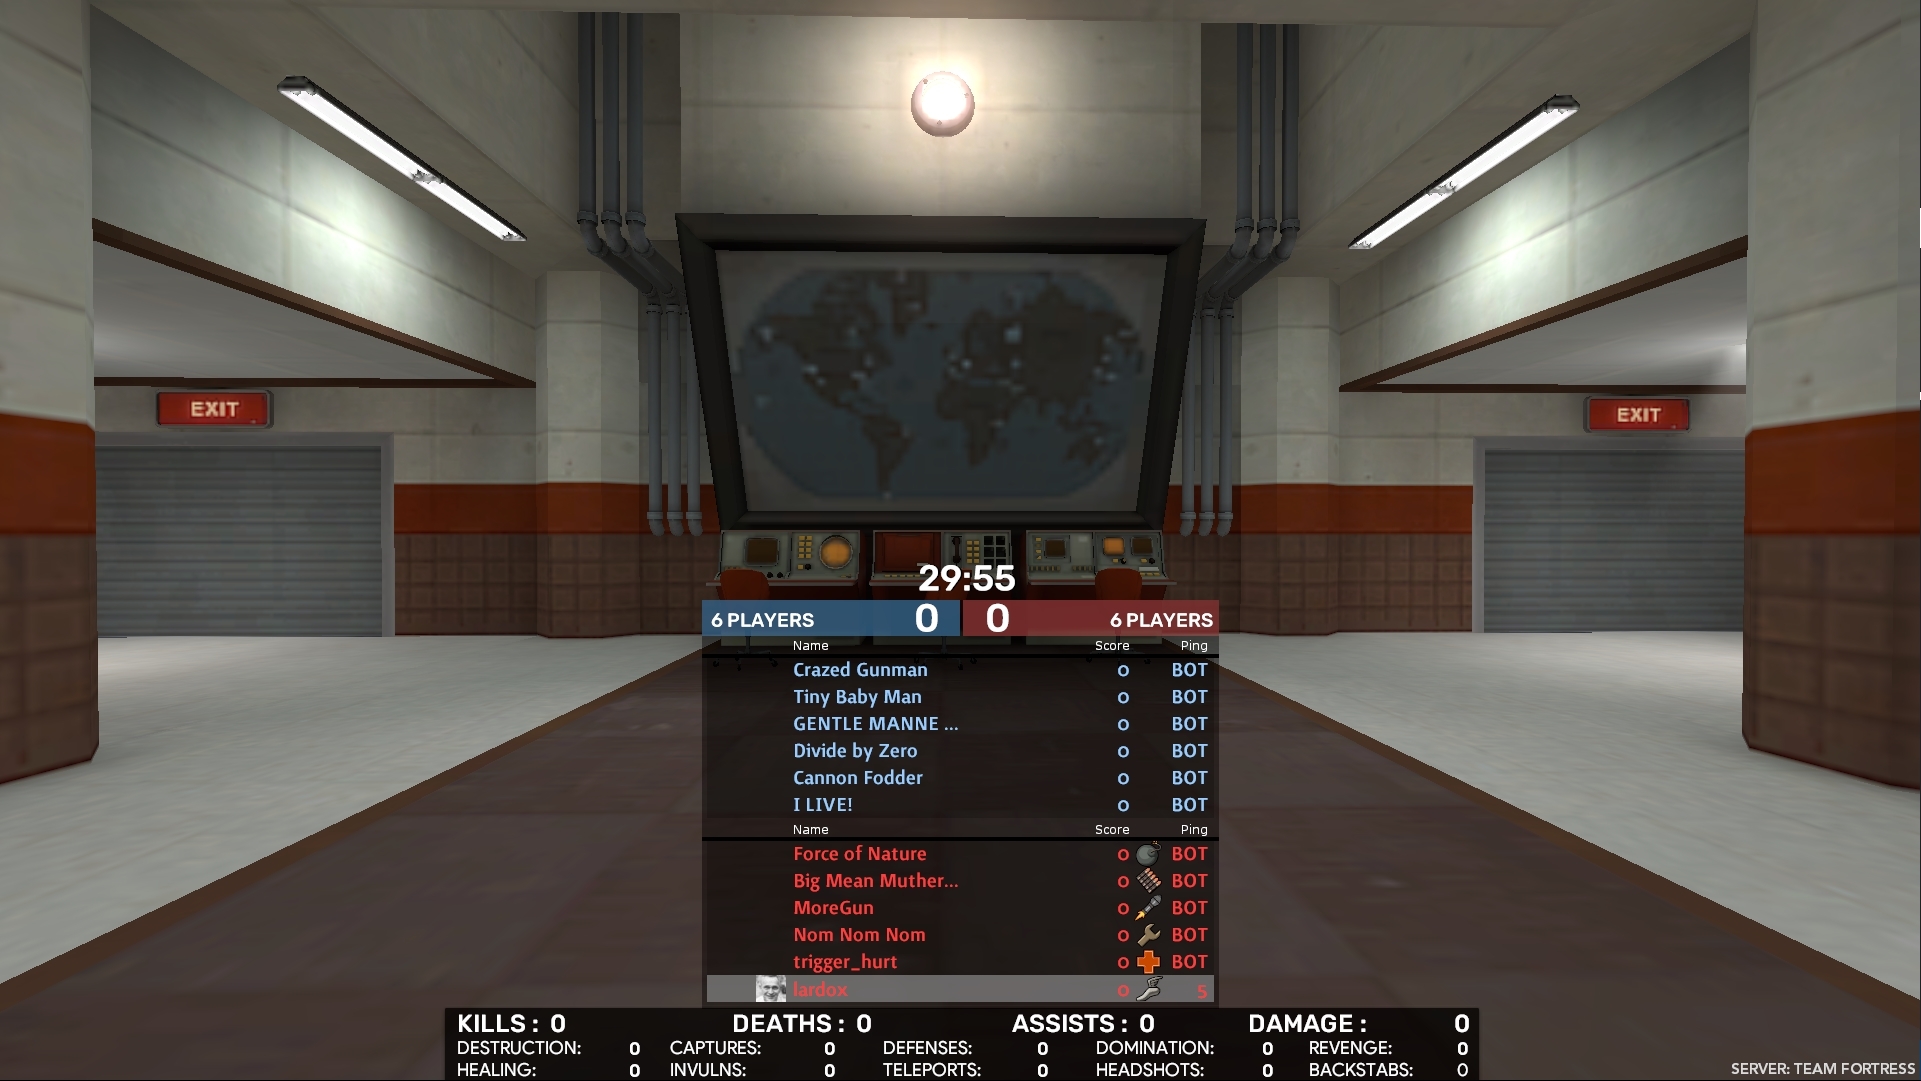 EXIT
EXIT
29:55
6 PLAYERS 0 0 6 PLAYERS
Name Score Ping
Crazed Gunman 0 BOT
Tiny Baby Man 0 BOT
GENTLE MANNE ... 0 BOT
Divide by Zero 0 BOT
Cannon Fodder 0 BOT
I LIVE! 0 BOT
Name Score Ping
Force of Nature 0 BOT
Big Mean Muther... 0 BOT
MoreGun 0 BOT
Nom Nom Nom 0 BOT
trigger_hurt 0 BOT
lardox 0 5
KILLS : 0 DEATHS : 0 ASSISTS : 0 DAMAGE : 0
DESTRUCTION: 0 CAPTURES: 0 DEFENSES: 0 DOMINATION: 0 REVENGE: 0
HEALING: 0 INVULNS: 0 TELEPORTS: 0 HEADSHOTS: 0 BACKSTABS: 0
SERVER: TEAM FORTRESS